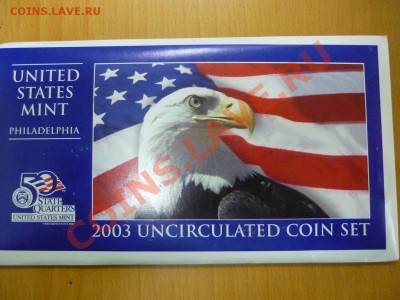 COINS.LAVE.RU
UNITED
STATES
MINT
PHILADELPHIA
50
STATE
QUARTERS
UNITED STATES MINT
2003 UNCIRCULATED COIN SET
COINS.LAVE.RU